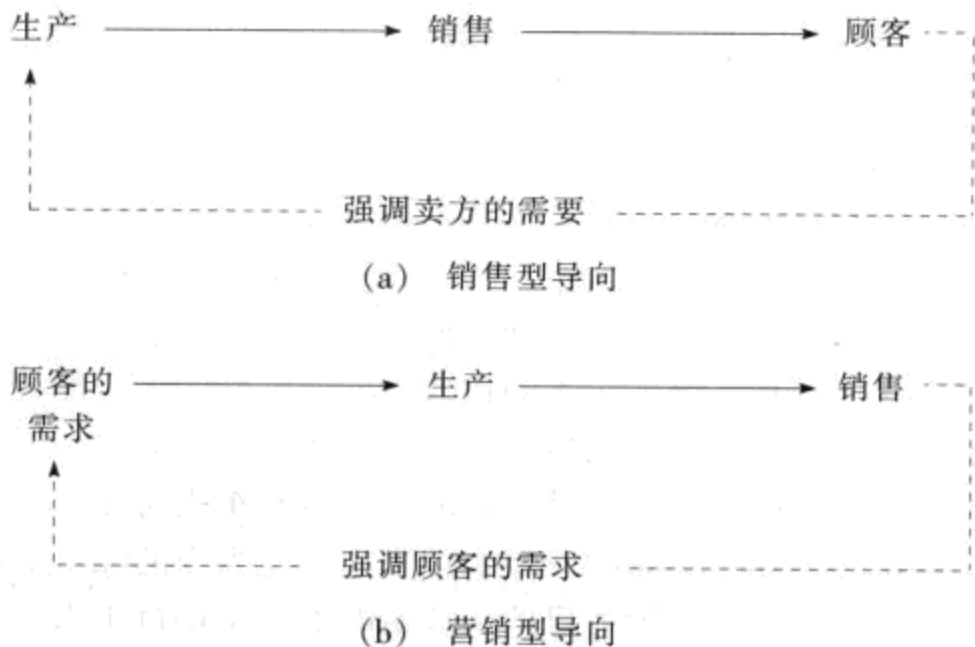 生产 销售 顾客
强调卖方的需要
(a) 销售型导向
顾客的 生产 销售
需求
强调顾客的需求
(b) 营销型导向